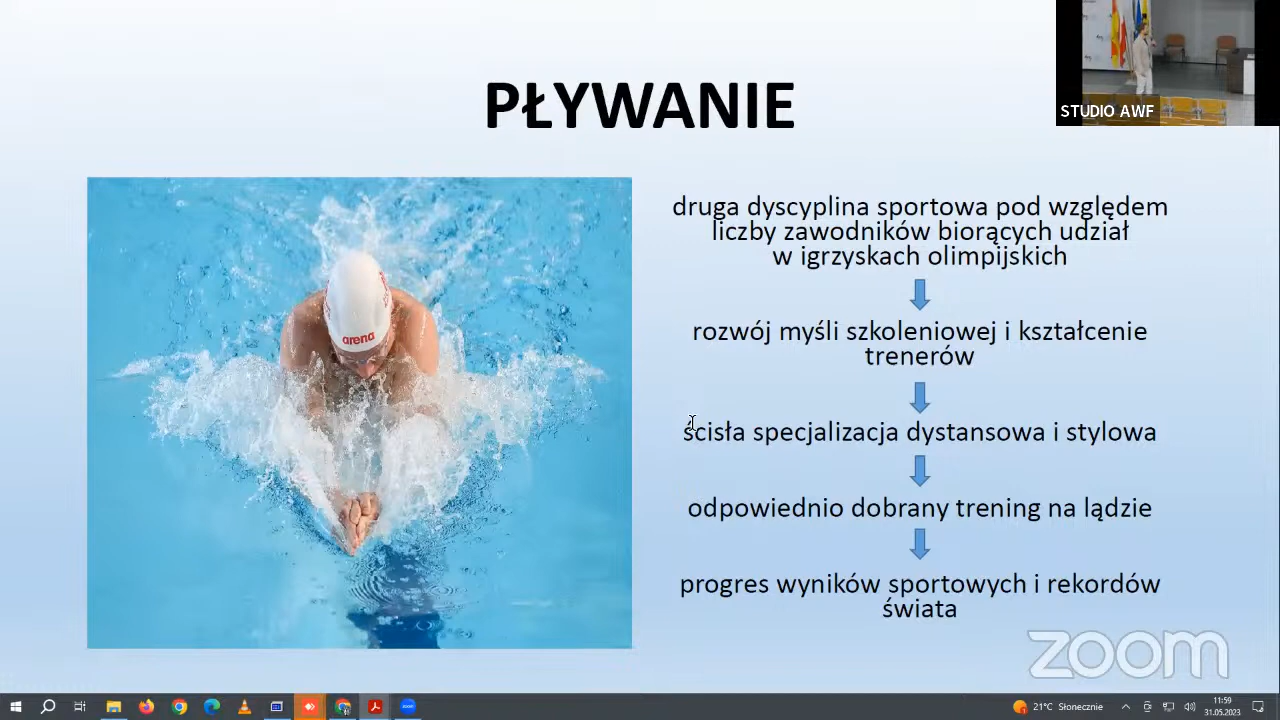 STUDIO AWF
PŁYWANIE
arena
druga dyscyplina sportowa pod względem
liczby zawodników biorących udział
w igrzyskach olimpijskich
rozwój myśli szkoleniowej i kształcenie
trenerów
ścisła specjalizacja dystansowa i stylowa
odpowiednio dobrany trening na lądzie
progres wyników sportowych i rekordów
świata
zoom
21°C Słonecznie
11:59
31.05.2023